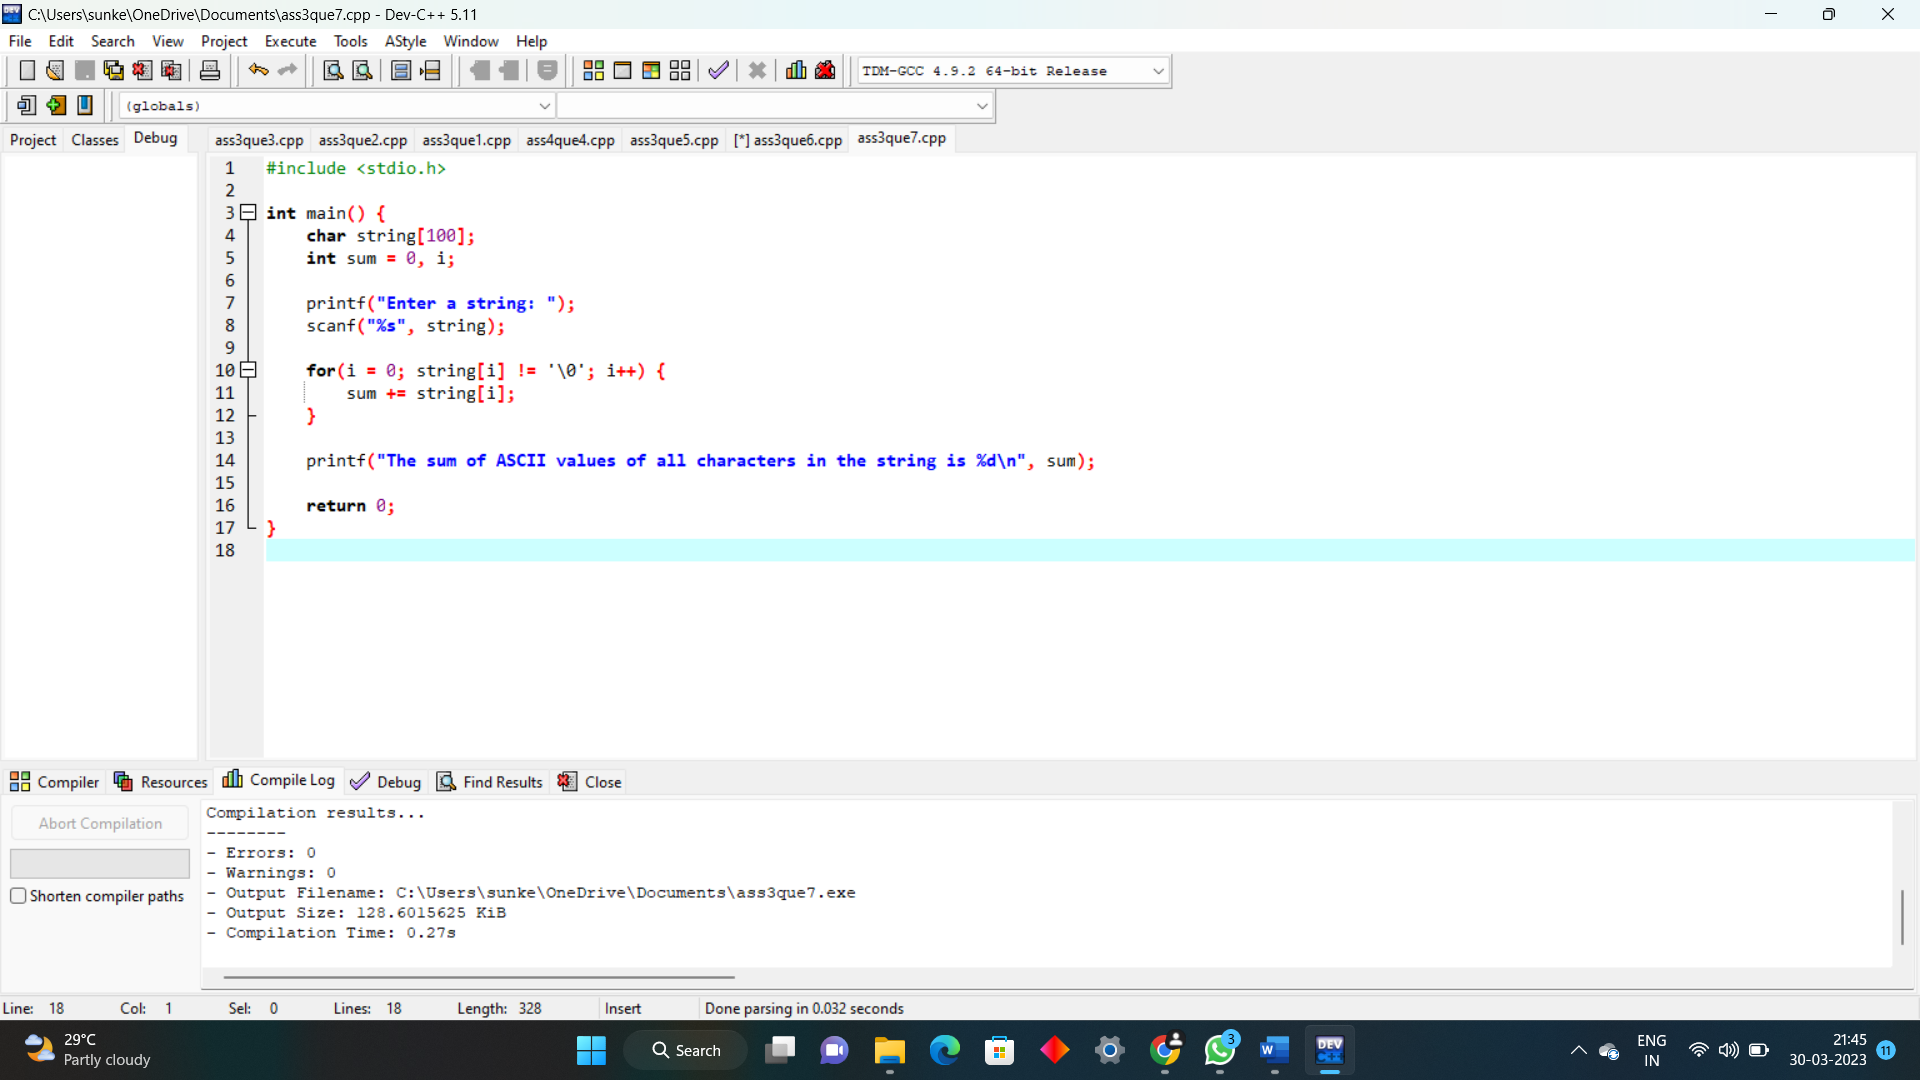 C:\Users\sunke\OneDrive\Documents\ass3que7.cpp - Dev-C++ 5.11
File Edit Search View Project Execute Tools AStyle Window Help
TDM-GCC 4.9.2 64-bit Release
(globals)
Project Classes Debug ass3que3.cpp ass3que2.cpp ass3que1.cpp ass4que4.cpp ass3que5.cpp [*] ass3que6.cpp ass3que7.cpp
1 #include <stdio.h>
2
3 int main() {
4 char string[100];
5 int sum = 0, i;
6
7 printf("Enter a string: ");
8 scanf("%s", string);
9
10 for(i = 0; string[i] != '\0'; i++) {
11 sum += string[i];
12 }
13
14 printf("The sum of ASCII values of all characters in the string is %d\n", sum);
15
16 return 0;
17 }
18
Compiler Resources Compile Log Debug Find Results Close
Abort Compilation
Shorten compiler paths
Compilation results...
--------
- Errors: 0
- Warnings: 0
- Output Filename: C:\Users\sunke\OneDrive\Documents\ass3que7.exe
- Output Size: 128.6015625 KiB
- Compilation Time: 0.27s
Line: 18 Col: 1 Sel: 0 Lines: 18 Length: 328 Insert Done parsing in 0.032 seconds
29°C
Partly cloudy
Search
3
W
DEV
C++
ENG
IN
21:45
30-03-2023
11